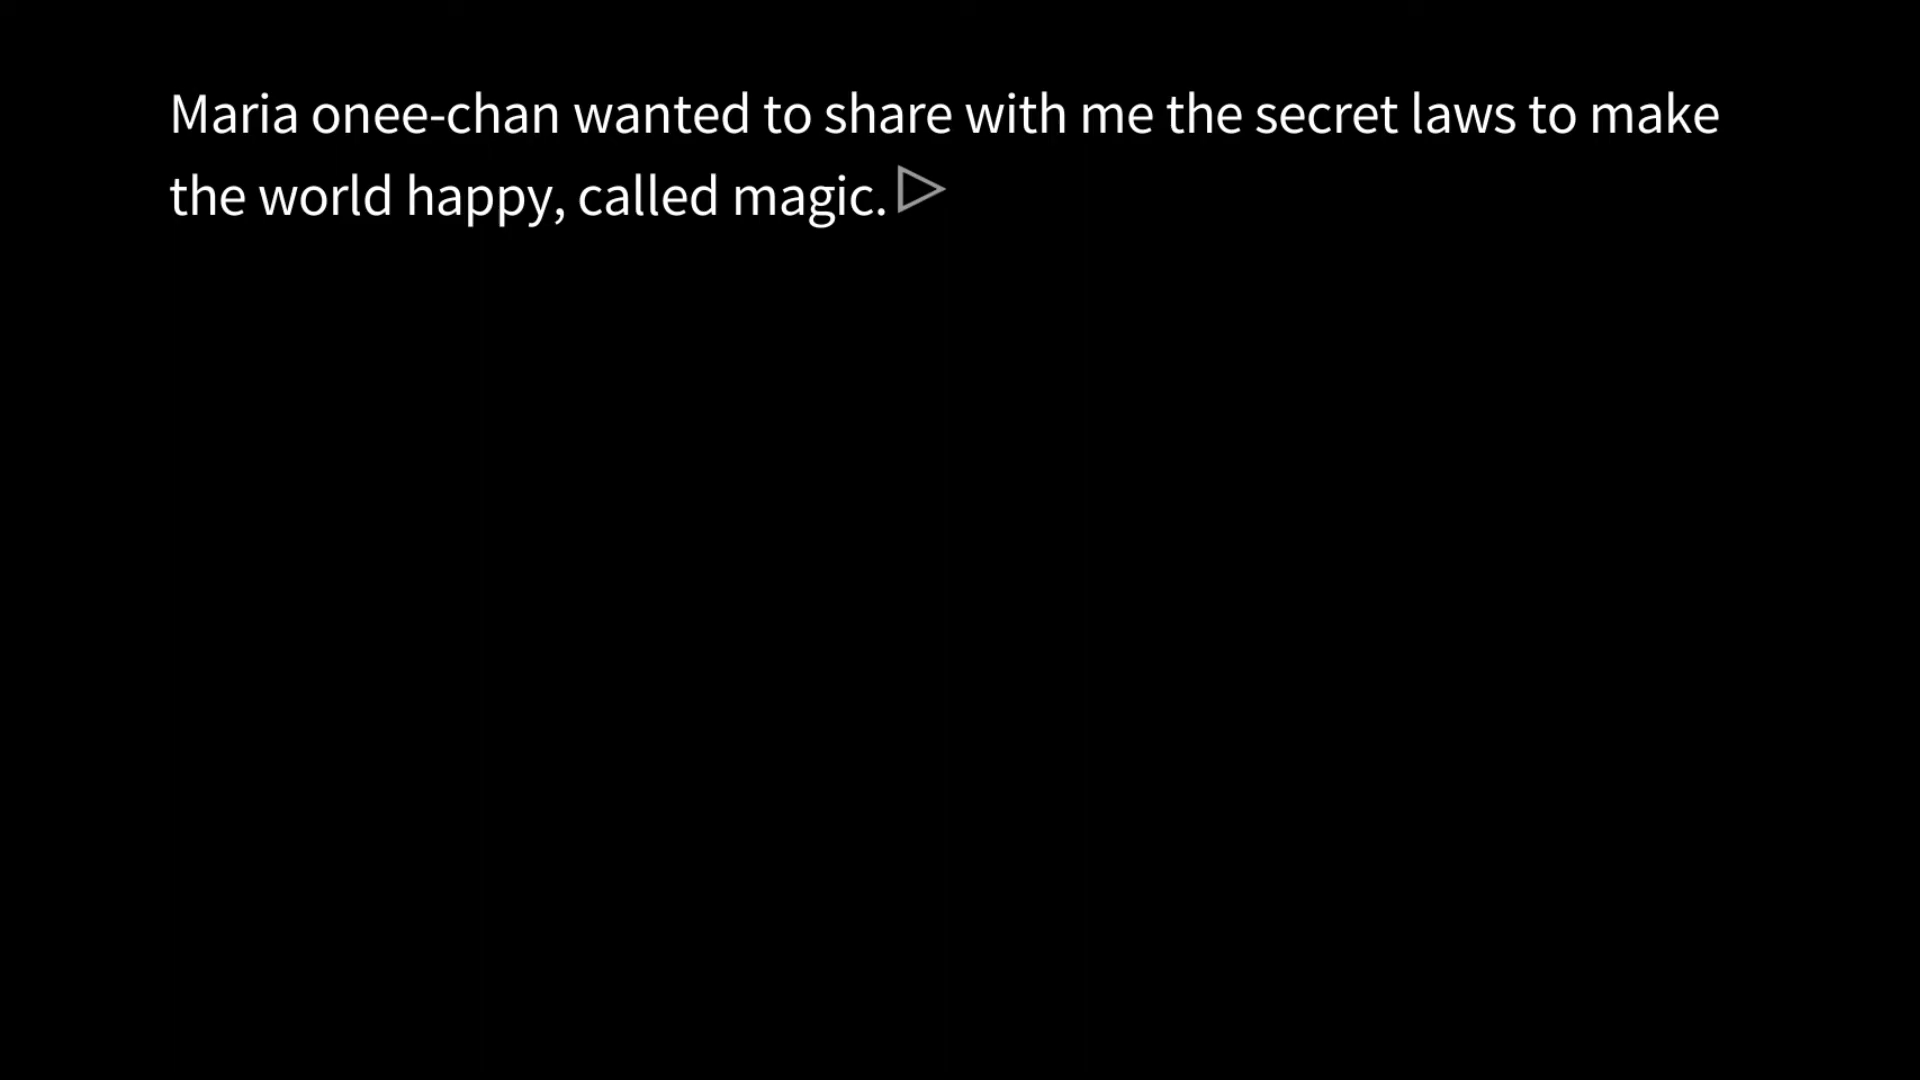 Maria onee-chan wanted to share with me the secret laws to make
the world happy, called magic.